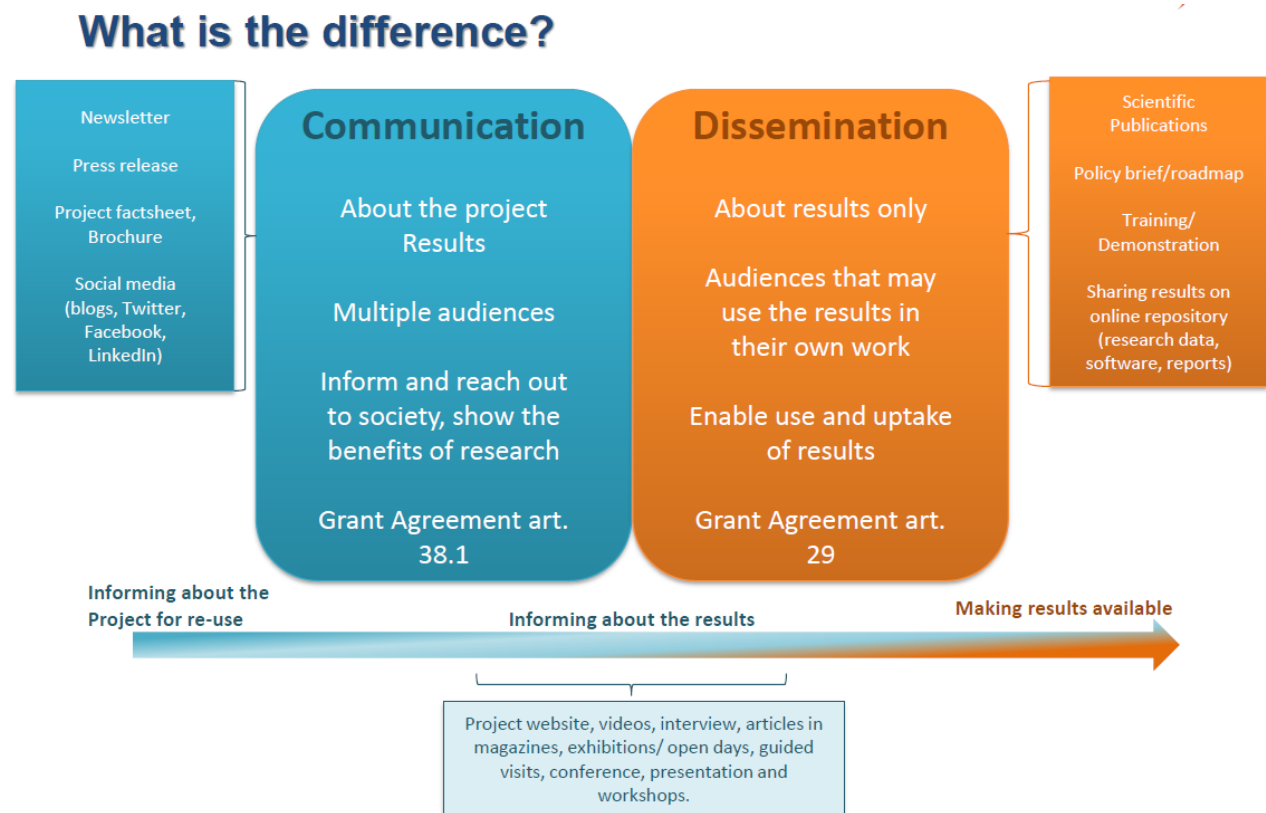 What is the difference?
Newsletter
Press release
Project factsheet,
Brochure
Social media
(blogs, Twitter,
Facebook,
LinkedIn)
Communication
About the project
Results
Multiple audiences
Inform and reach out
to society, show the
benefits of research
Grant Agreement art.
38.1
Dissemination
About results only
Audiences that may
use the results in
their own work
Enable use and uptake
of results
Grant Agreement art.
29
Scientific
Publications
Policy brief/roadmap
Training/
Demonstration
Sharing results on
online repository
(research data,
software, reports)
Informing about the
Project for re-use
Informing about the results
Making results available
Project website, videos, interview, articles in
magazines, exhibitions/ open days, guided
visits, conference, presentation and
workshops.